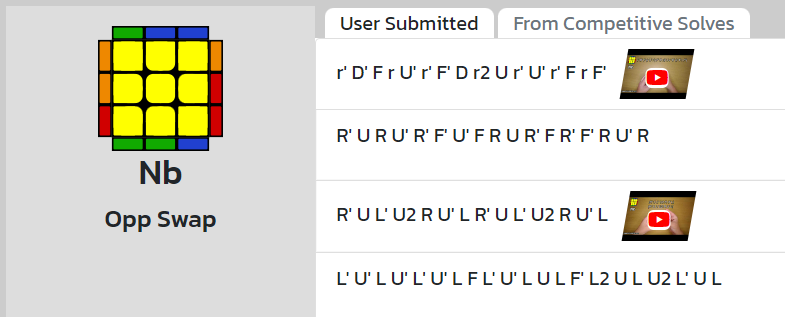 User Submitted
From Competitive Solves
r' D' F r U' r' F' D r2 U r' U' r' F r F'
R' U R U' R' F' U' F R U R' F R' F' R U' R
Nb
Opp Swap
R' U L' U2 R U' L R' U L' U2 R U' L
L' U' L U' L' U' L F L' U' L U L F' L2 U L U2 L' U L